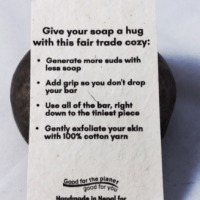 Give your soap a hug
with this fair trade cozy:
• Generate more suds with
less soap
• Add grip so you don't drop
your bar
• Use all of the bar, right
down to the tiniest piece
• Gently exfoliate your skin
with 100% cotton yarn
Good for the planet
good for you
Handmade in Nepal for